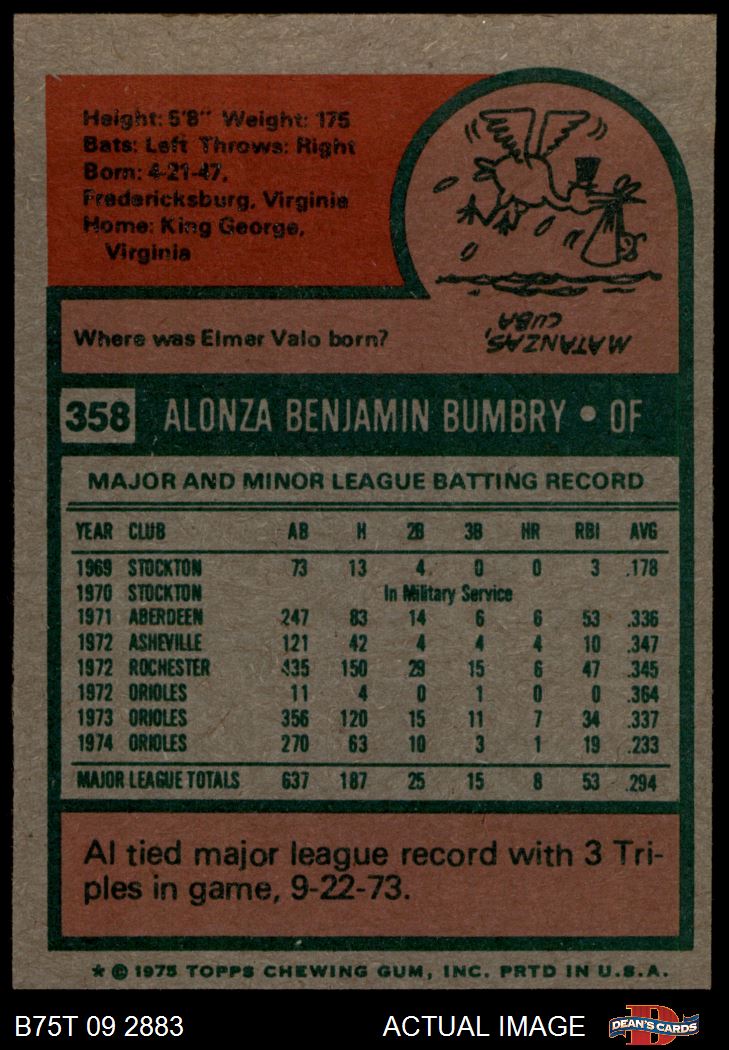 Height: 5'8" Weight: 175
Bats: Left Throws: Right
Born: 4-21-47,
Fredericksburg, Virginia
Home: King George,
Virginia
Where was Elmer Valo born?
MATANZAS,
CUBA
358 ALONZA BENJAMIN BUMBRY • OF
MAJOR AND MINOR LEAGUE BATTING RECORD
YEAR CLUB AB H 2B 3B HR RBI AVG
1969 STOCKTON 73 13 4 0 0 3 .178
1970 STOCKTON In Military Service
1971 ABERDEEN 247 83 14 6 6 53 .336
1972 ASHEVILLE 121 42 4 4 4 10 .347
1972 ROCHESTER 435 150 29 15 6 47 .345
1972 ORIOLES 11 4 0 1 0 0 .364
1973 ORIOLES 356 120 15 11 7 34 .337
1974 ORIOLES 270 63 10 3 1 19 .233
MAJOR LEAGUE TOTALS 637 187 25 15 8 53 .294
Al tied major league record with 3 Tri-
ples in game, 9-22-73.
* © 1975 TOPPS CHEWING GUM, INC. PRTD IN U.S.A.
B75T 09 2883 ACTUAL IMAGE
D
DEAN'S CARDS